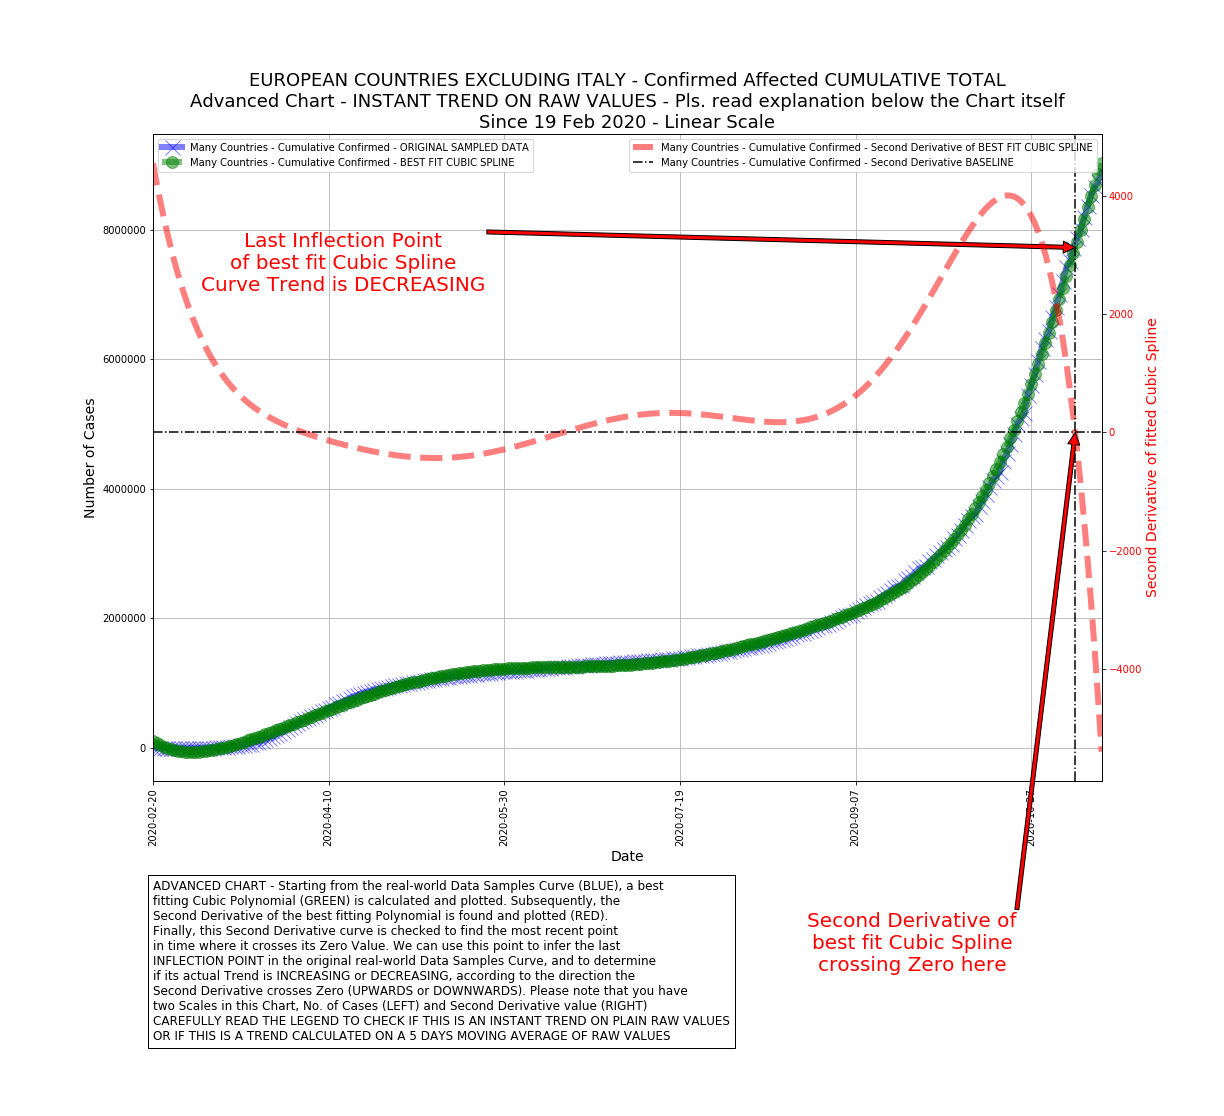 EUROPEAN COUNTRIES EXCLUDING ITALY - Confirmed Affected CUMULATIVE TOTAL
Advanced Chart - INSTANT TREND ON RAW VALUES - Pls. read explanation below the Chart itself
Since 19 Feb 2020 - Linear Scale
Many Countries - Cumulative Confirmed - ORIGINAL SAMPLED DATA
Many Countries - Cumulative Confirmed - BEST FIT CUBIC SPLINE
Many Countries - Cumulative Confirmed - Second Derivative of BEST FIT CUBIC SPLINE
Many Countries - Cumulative Confirmed - Second Derivative BASELINE
Last Inflection Point
of best fit Cubic Spline
Curve Trend is DECREASING
Number of Cases
8000000
6000000
4000000
2000000
0
4000
2000
0
−2000
−4000
Second Derivative of fitted Cubic Spline
2020-02-20
2020-04-10
2020-05-30
2020-07-19
2020-09-07
Date
ADVANCED CHART - Starting from the real-world Data Samples Curve (BLUE), a best
fitting Cubic Polynomial (GREEN) is calculated and plotted. Subsequently, the
Second Derivative of the best fitting Polynomial is found and plotted (RED).
Finally, this Second Derivative curve is checked to find the most recent point
in time where it crosses its Zero Value. We can use this point to infer the last
INFLECTION POINT in the original real-world Data Samples Curve, and to determine
if its actual Trend is INCREASING or DECREASING, according to the direction the
Second Derivative crosses Zero (UPWARDS or DOWNWARDS). Please note that you have
two Scales in this Chart, No. of Cases (LEFT) and Second Derivative value (RIGHT)
CAREFULLY READ THE LEGEND TO CHECK IF THIS IS AN INSTANT TREND ON PLAIN RAW VALUES
OR IF THIS IS A TREND CALCULATED ON A 5 DAYS MOVING AVERAGE OF RAW VALUES
Second Derivative of
best fit Cubic Spline
crossing Zero here